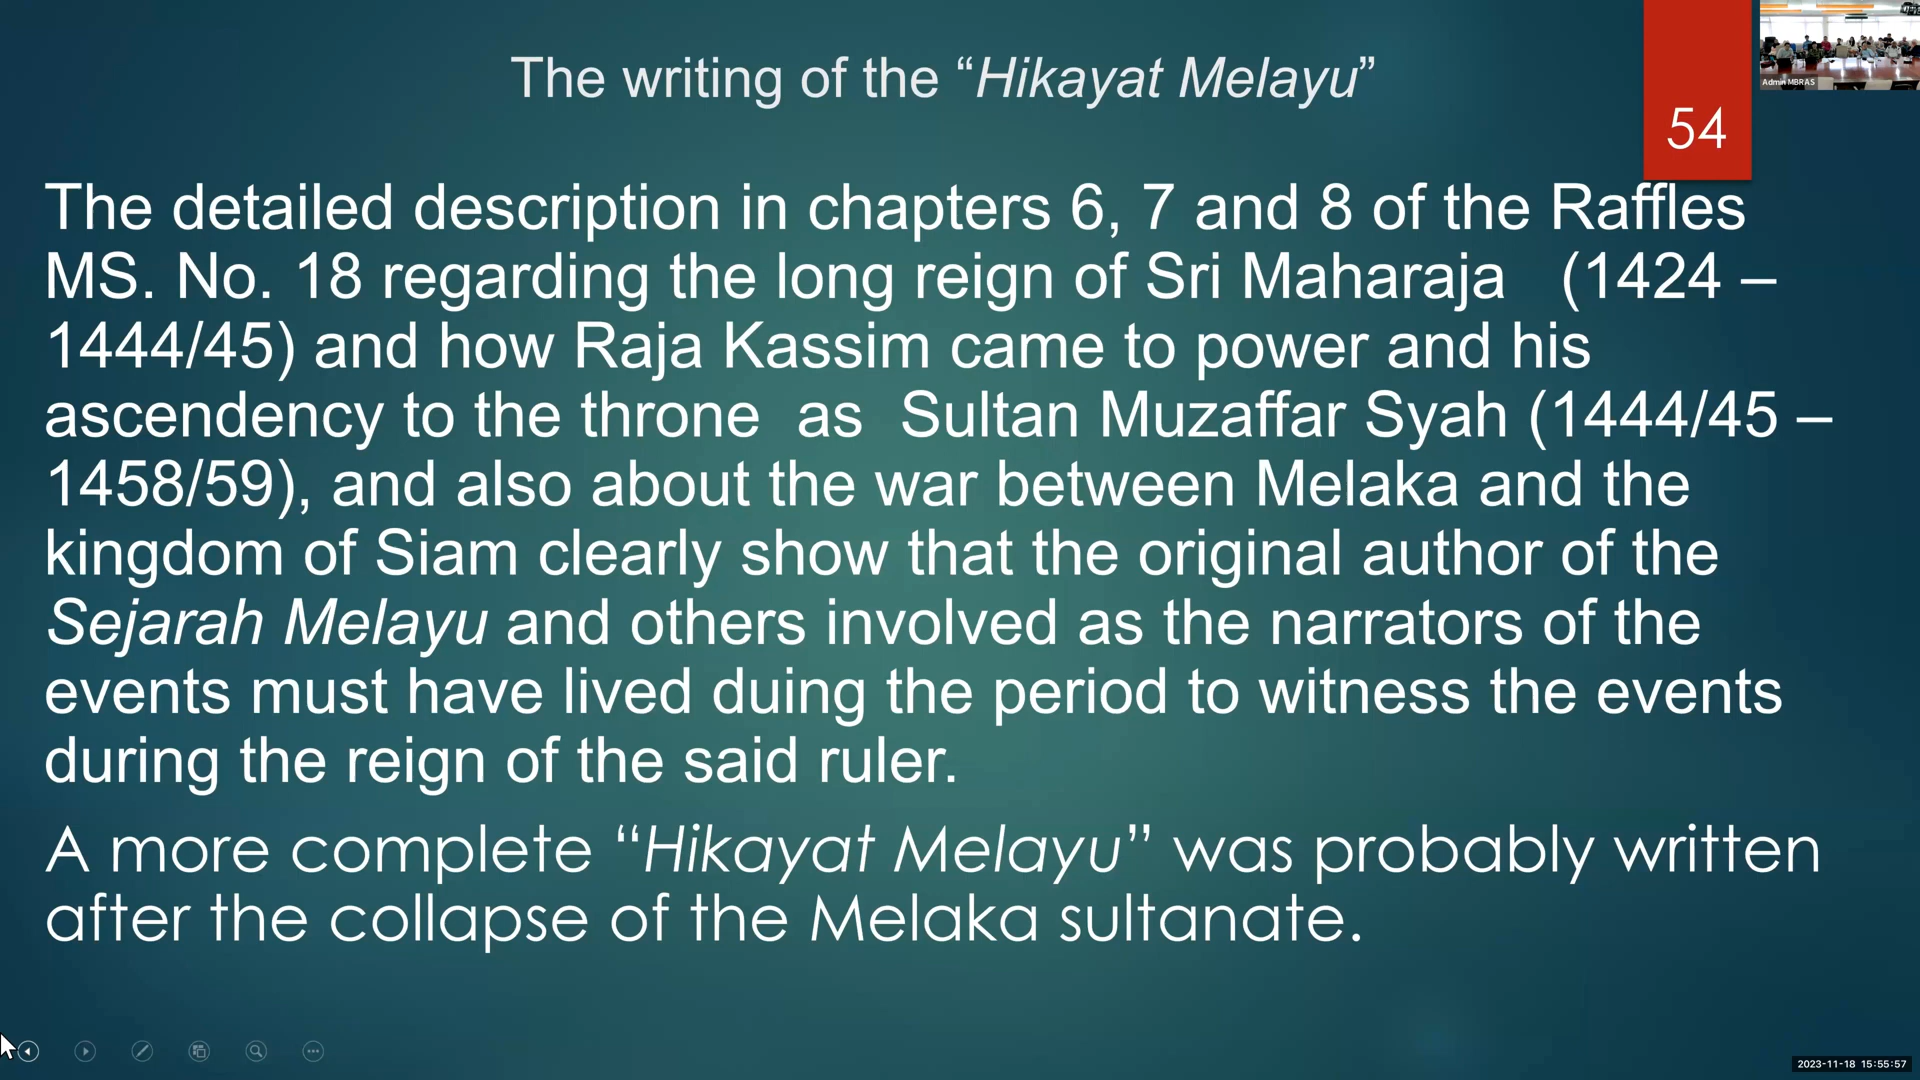 The writing of the “Hikayat Melayu”
54
Admin MBRAS
The detailed description in chapters 6, 7 and 8 of the Raffles
MS. No. 18 regarding the long reign of Sri Maharaja (1424 –
1444/45) and how Raja Kassim came to power and his
ascendency to the throne as Sultan Muzaffar Syah (1444/45 –
1458/59), and also about the war between Melaka and the
kingdom of Siam clearly show that the original author of the
Sejarah Melayu and others involved as the narrators of the
events must have lived duing the period to witness the events
during the reign of the said ruler.
A more complete “Hikayat Melayu” was probably written
after the collapse of the Melaka sultanate.
2023-11-18 15:55:57